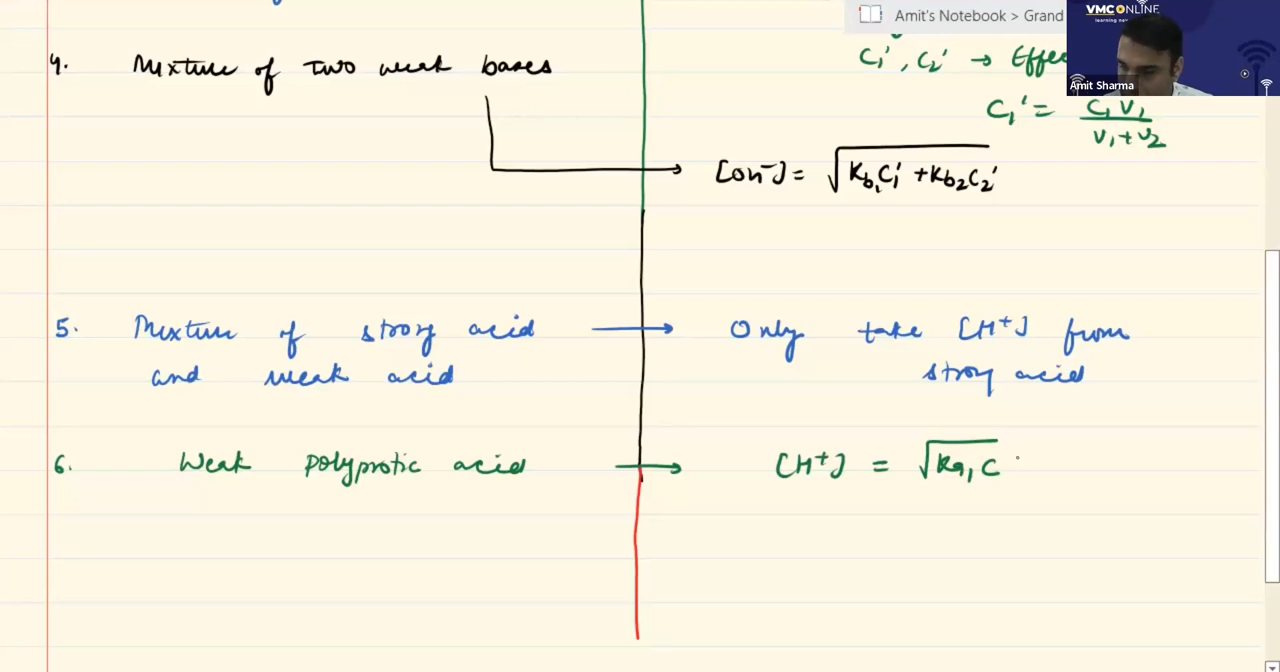 Amit's Notebook > Grand
VMC ONLINE
Amit Sharma
C₁', C₂' →
C₁' = C₁V₁ / V₁+V₂
4. Mixture of two weak bases
[OH⁻] = √(Kb₁C₁' + Kb₂C₂')
5. Mixture of strong acid → Only take [H⁺] from
and weak acid strong acid
6. Weak polyprotic acid → [H⁺] = √(Ka₁C)